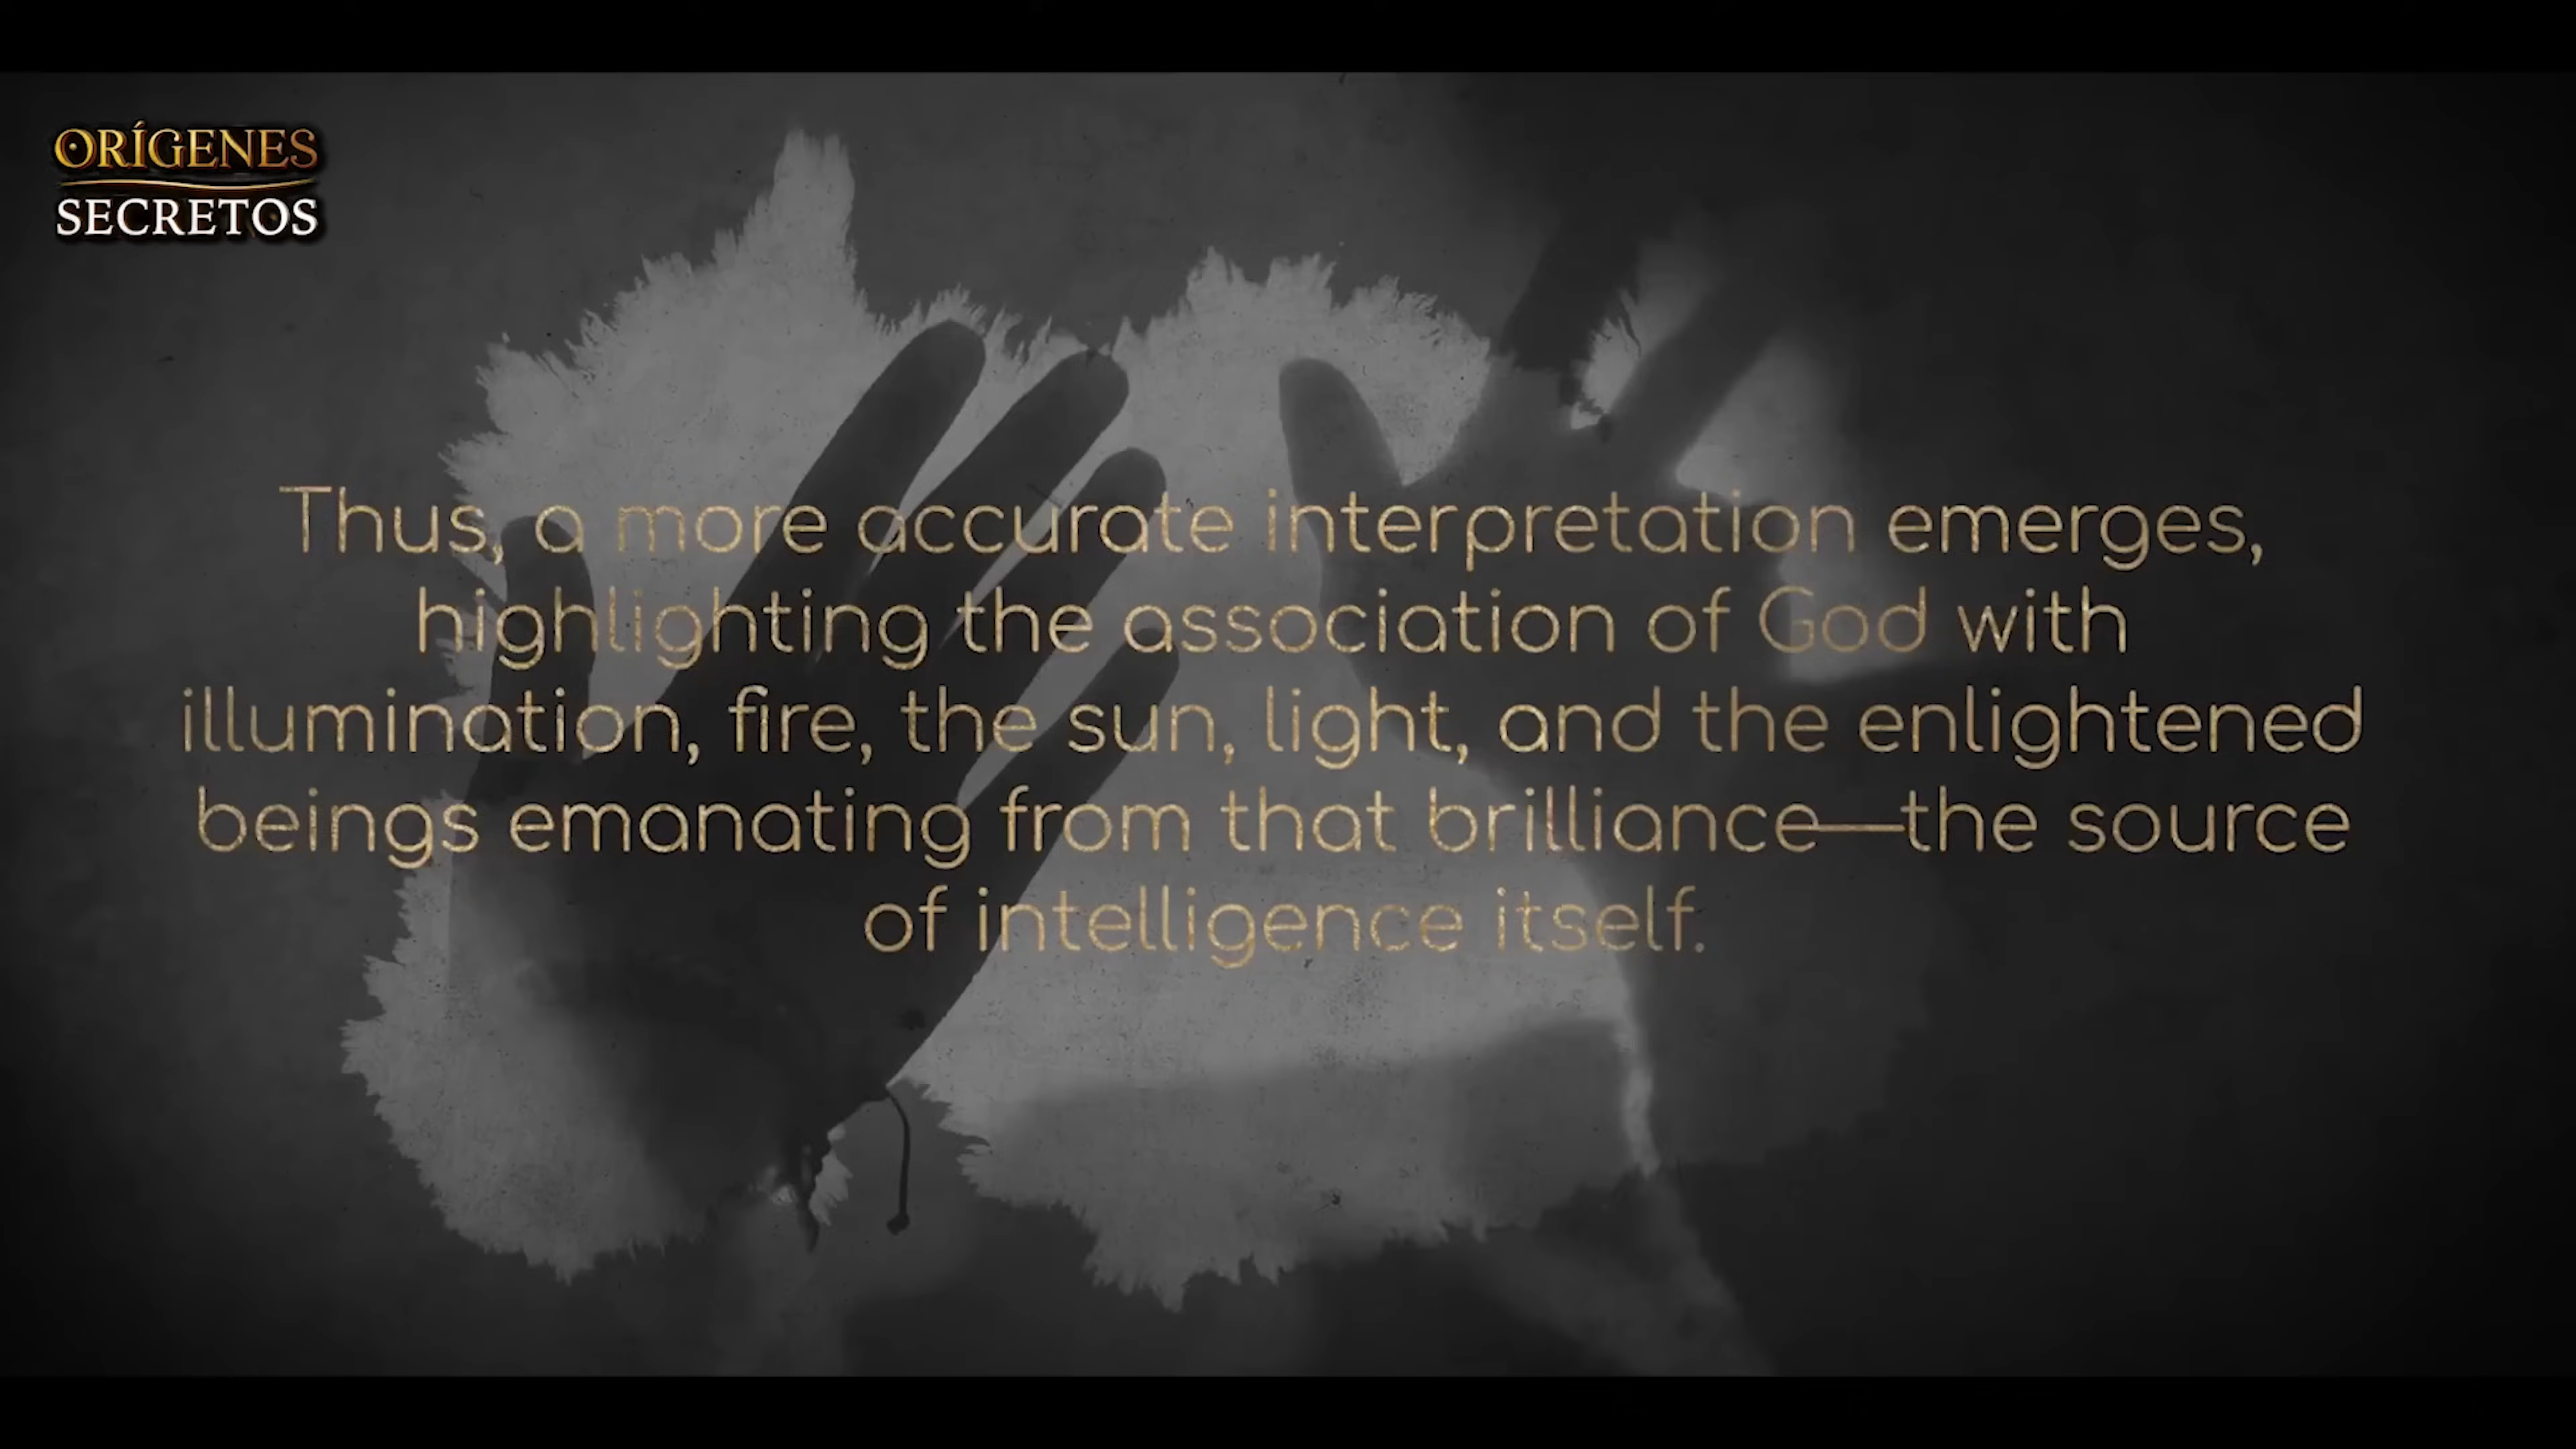 ORÍGENES
SECRETOS
Thus, a more accurate interpretation emerges,
highlighting the association of God with
illumination, fire, the sun, light, and the enlightened
beings emanating from that brilliance—the source
of intelligence itself.